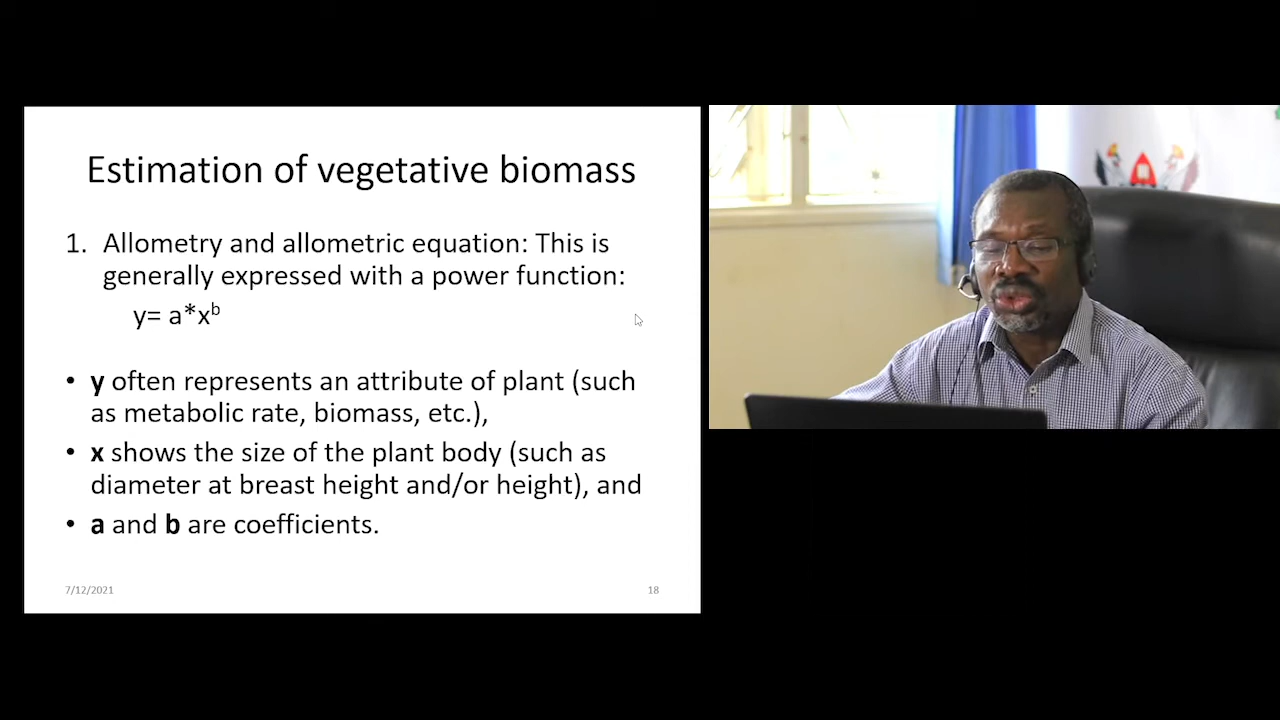 Estimation of vegetative biomass
1. Allometry and allometric equation: This is
generally expressed with a power function:
y= a*xᵇ
• y often represents an attribute of plant (such
as metabolic rate, biomass, etc.),
• x shows the size of the plant body (such as
diameter at breast height and/or height), and
• a and b are coefficients.
7/12/2021
18